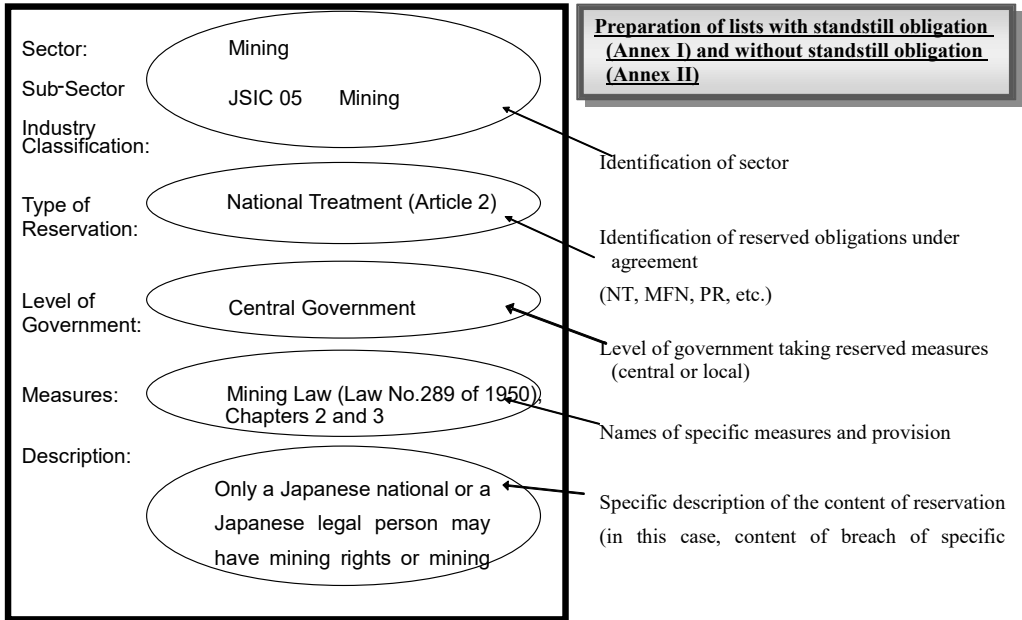 Preparation of lists with standstill obligation
(Annex I) and without standstill obligation
(Annex II)
Sector: Mining
Sub-Sector
JSIC 05 Mining
Industry
Classification:
Identification of sector
Type of
Reservation:
National Treatment (Article 2)
Identification of reserved obligations under
agreement
(NT, MFN, PR, etc.)
Level of
Government:
Central Government
Level of government taking reserved measures
(central or local)
Measures:
Mining Law (Law No.289 of 1950),
Chapters 2 and 3
Names of specific measures and provision
Description:
Only a Japanese national or a
Japanese legal person may
have mining rights or mining
Specific description of the content of reservation
(in this case, content of breach of specific